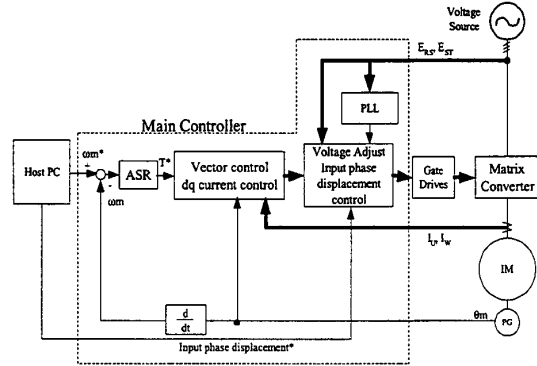 Voltage
Source
E_RS, E_ST
PLL
Main Controller
Host PC
ωm*
+
-
ωm
ASR
T*
Vector control
dq current control
Voltage Adjust
Input phase
displacement
control
Gate
Drives
Matrix
Converter
I_U, I_W
IM
d
dt
θm
PG
Input phase displacement*